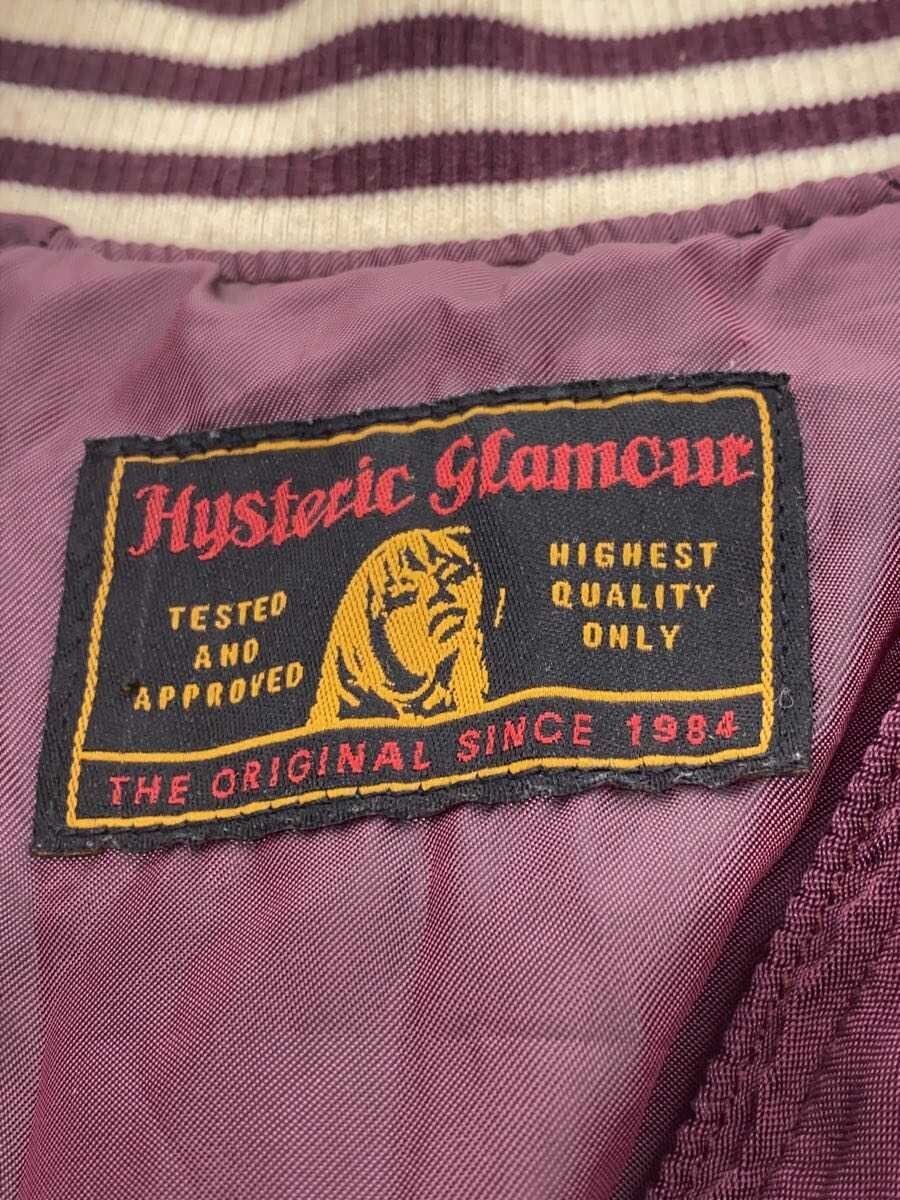 Hysteric Glamour
TESTED
AND
APPROVED
HIGHEST
QUALITY
ONLY
THE ORIGINAL SINCE 1984